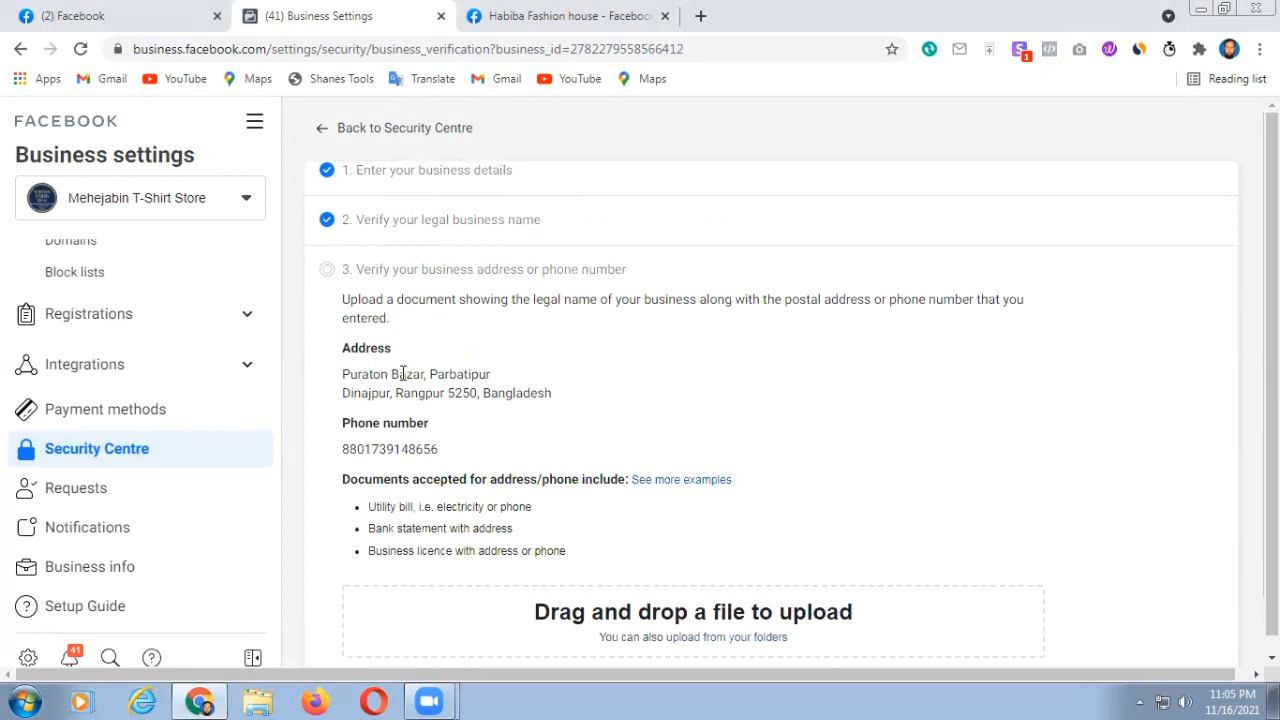 (2) Facebook
(41) Business Settings
Habiba Fashion house - Facebook
business.facebook.com/settings/security/business_verification?business_id=2782279558566412
1
Apps
Gmail
YouTube
Maps
Shanes Tools
Translate
Gmail
YouTube
Maps
Reading list
FACEBOOK
Business settings
Mehejabin T-Shirt Store
Domains
Block lists
Registrations
Integrations
Payment methods
Security Centre
Requests
Notifications
Business info
Setup Guide
41
Back to Security Centre
1. Enter your business details
2. Verify your legal business name
3. Verify your business address or phone number
Upload a document showing the legal name of your business along with the postal address or phone number that you
entered.
Address
Puraton Bazar, Parbatipur
Dinajpur, Rangpur 5250, Bangladesh
Phone number
8801739148656
Documents accepted for address/phone include: See more examples
Utility bill, i.e. electricity or phone
Bank statement with address
Business licence with address or phone
Drag and drop a file to upload
You can also upload from your folders
11:05 PM
11/16/2021